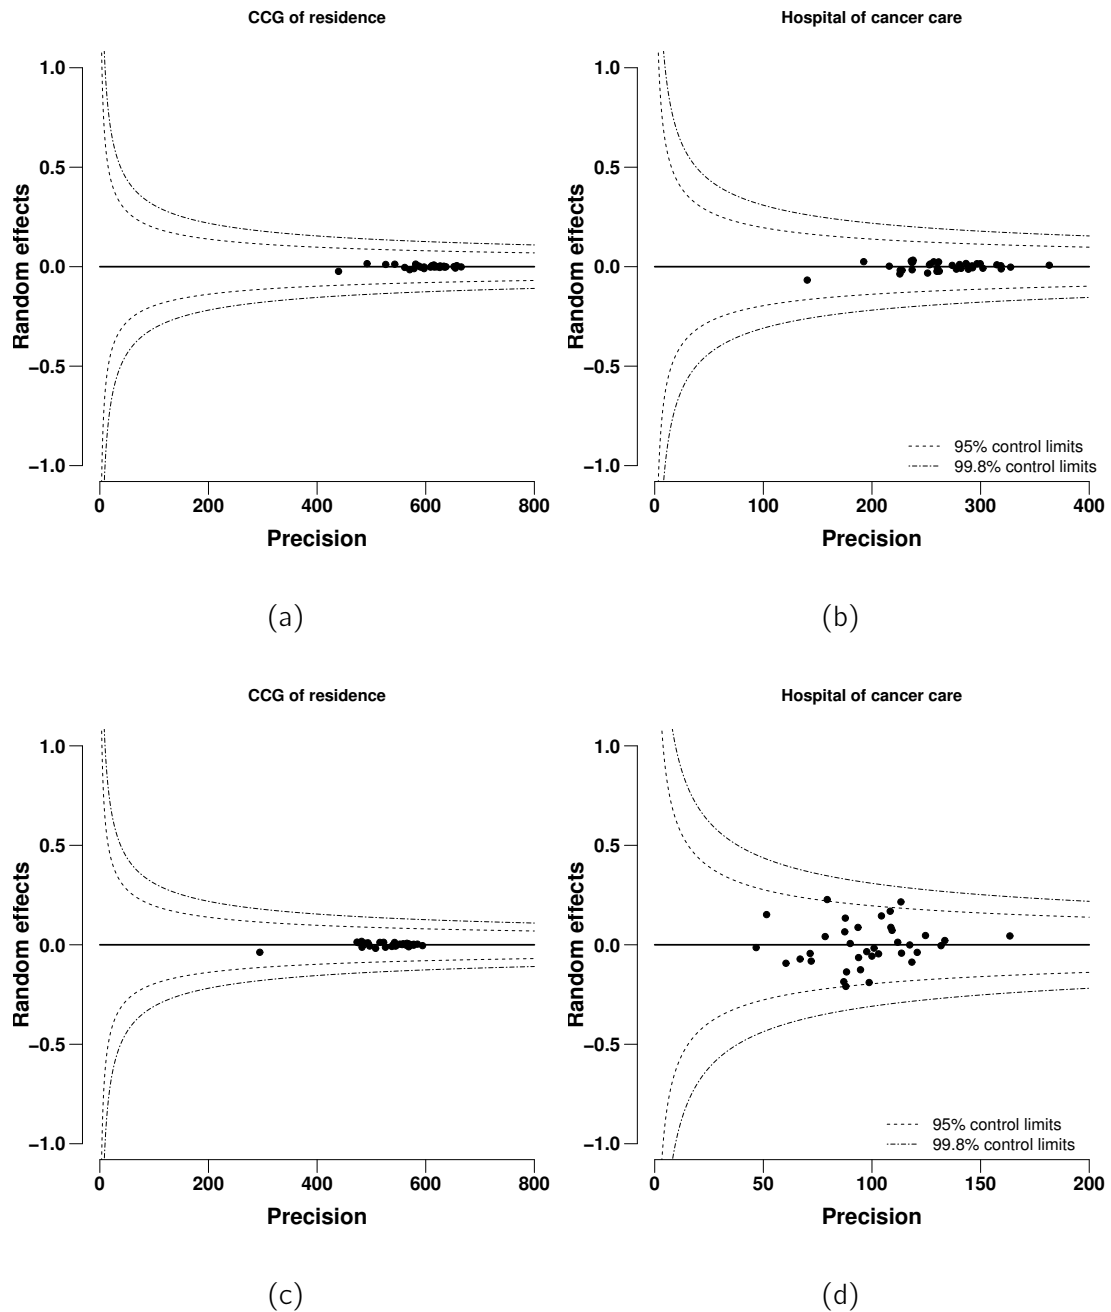 CCG of residence
Random effects
1.0
0.5
0.0
−0.5
−1.0
0 200 400 600 800
Precision
(a)
Hospital of cancer care
Random effects
1.0
0.5
0.0
−0.5
−1.0
95% control limits
99.8% control limits
0 100 200 300 400
Precision
(b)
CCG of residence
Random effects
1.0
0.5
0.0
−0.5
−1.0
0 200 400 600 800
Precision
(c)
Hospital of cancer care
Random effects
1.0
0.5
0.0
−0.5
−1.0
95% control limits
99.8% control limits
0 50 100 150 200
Precision
(d)